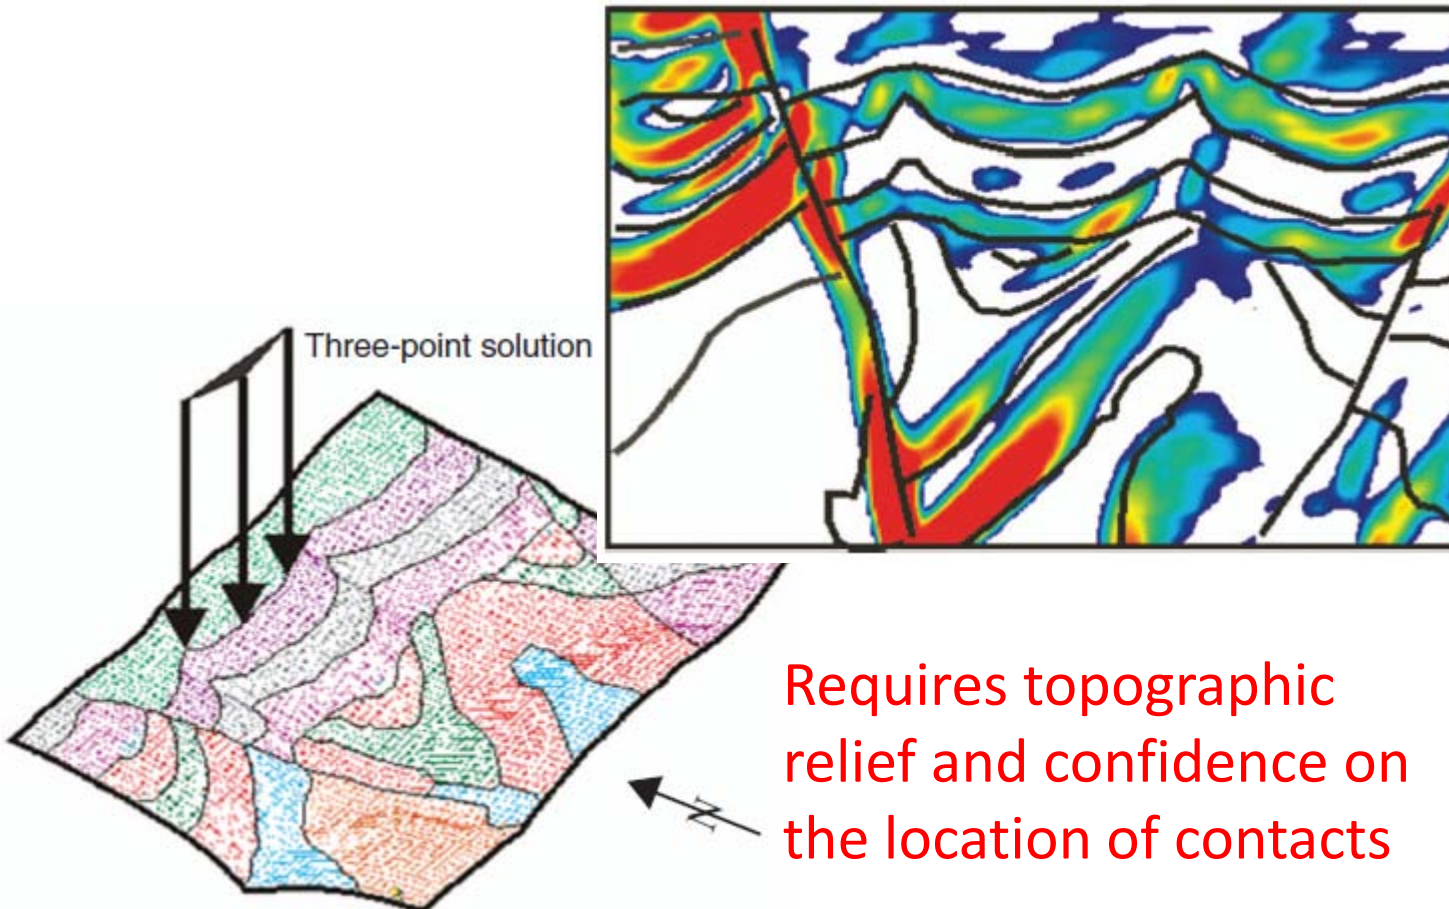 Three-point solution
N
Requires topographic
relief and confidence on
the location of contacts